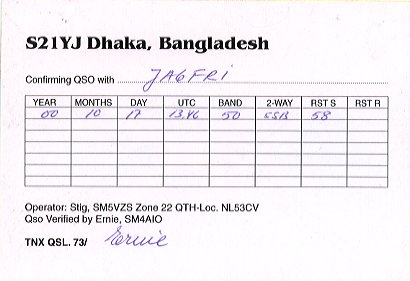 S21YJ Dhaka, Bangladesh
Confirming QSO with JA6FRI
YEAR MONTHS DAY UTC BAND 2-WAY RST S RST R
00 10 17 13.46 50 SSB 58
Operator: Stig, SM5VZS Zone 22 QTH-Loc. NL53CV
Qso Verified by Ernie, SM4AIO
TNX QSL. 73/ Ernie